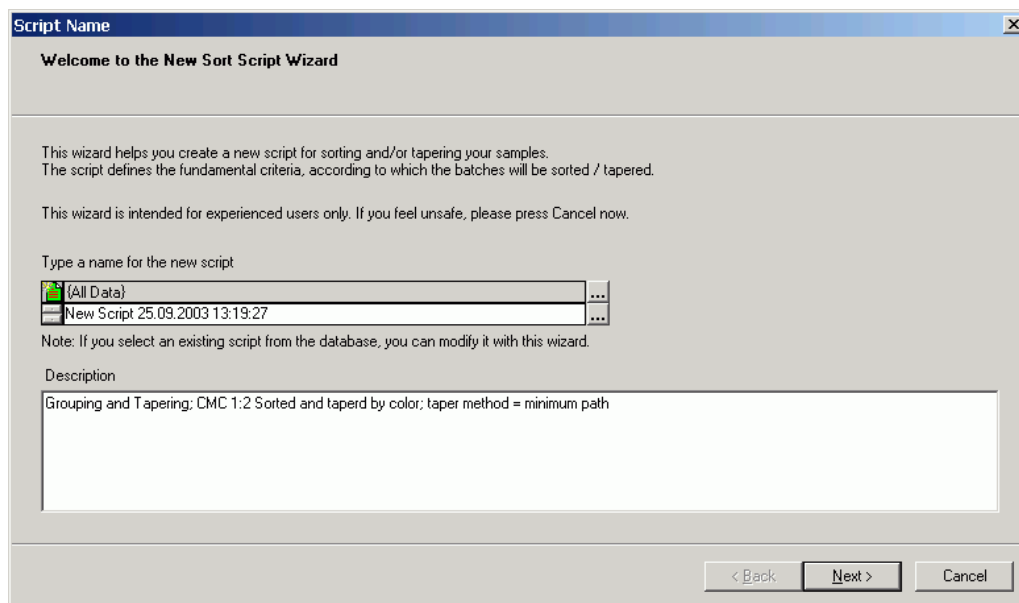 Script Name
Welcome to the New Sort Script Wizard
This wizard helps you create a new script for sorting and/or tapering your samples.
The script defines the fundamental criteria, according to which the batches will be sorted / tapered.
This wizard is intended for experienced users only. If you feel unsafe, please press Cancel now.
Type a name for the new script
{All Data}
...
New Script 25.09.2003 13:19:27
...
Note: If you select an existing script from the database, you can modify it with this wizard.
Description
Grouping and Tapering; CMC 1:2 Sorted and taperd by color; taper method = minimum path
< Back Next > Cancel